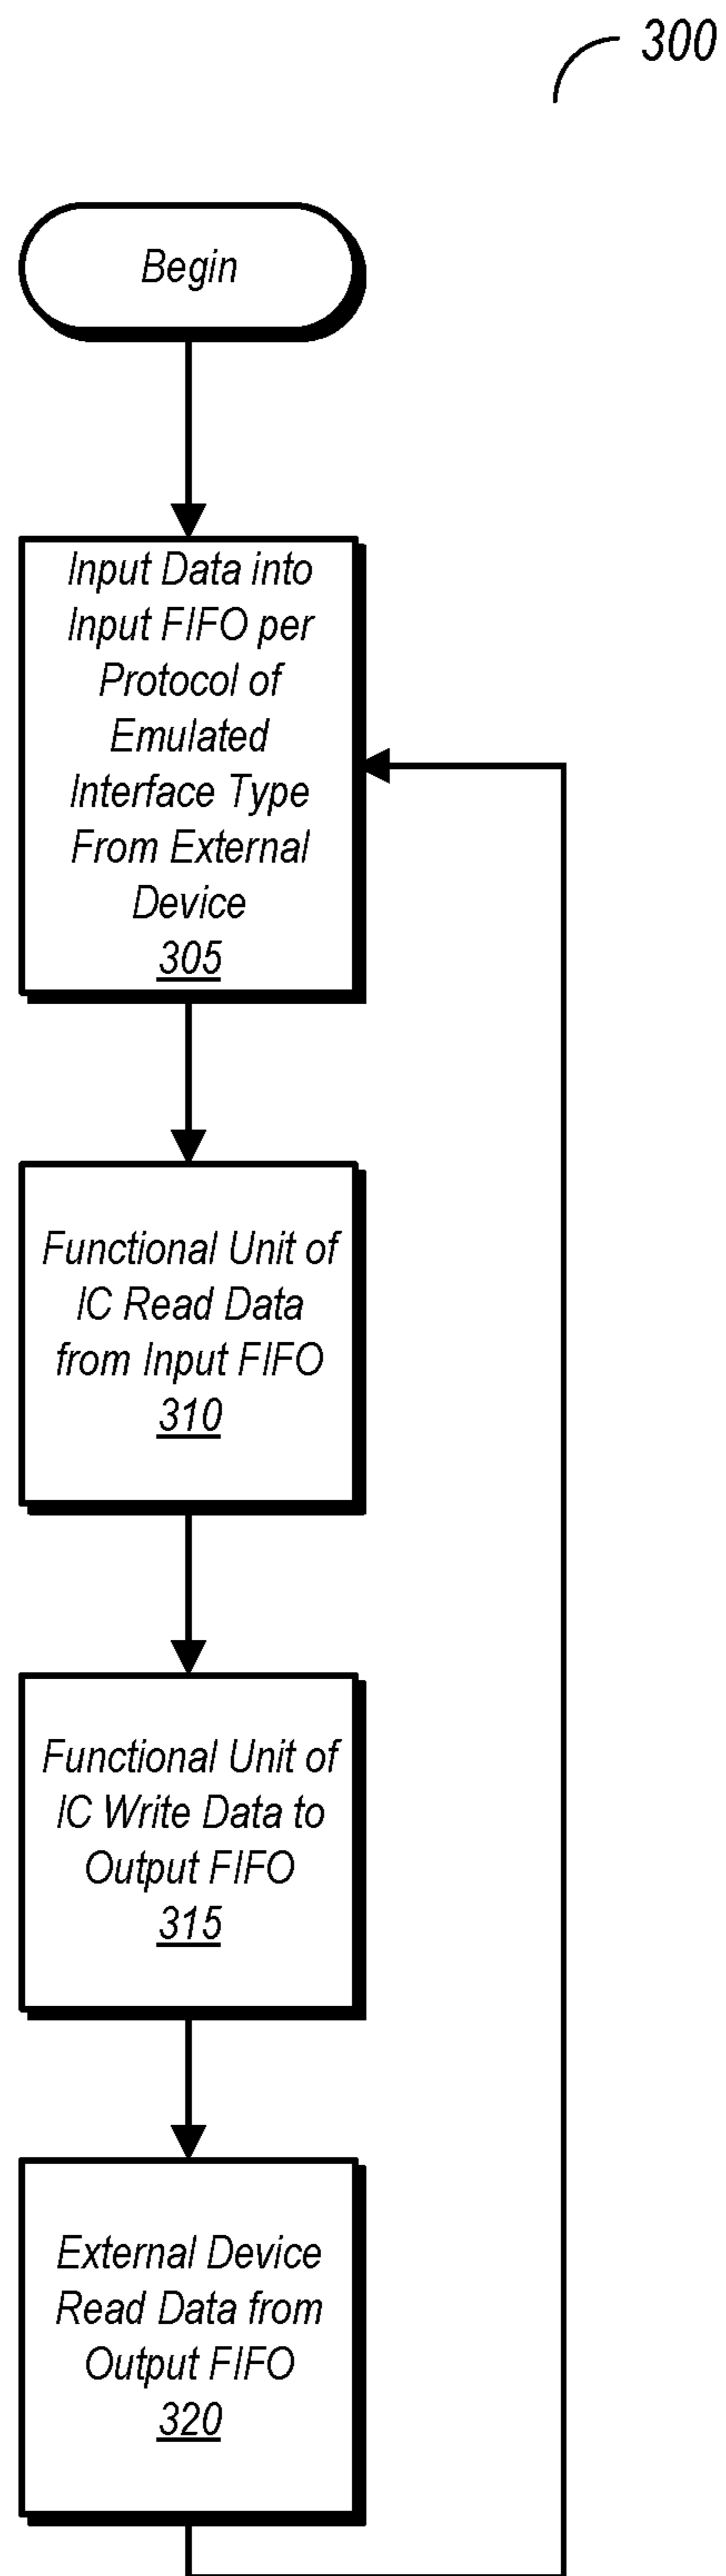 300
Begin
Input Data into
Input FIFO per
Protocol of
Emulated
Interface Type
From External
Device
305
Functional Unit of
IC Read Data
from Input FIFO
310
Functional Unit of
IC Write Data to
Output FIFO
315
External Device
Read Data from
Output FIFO
320